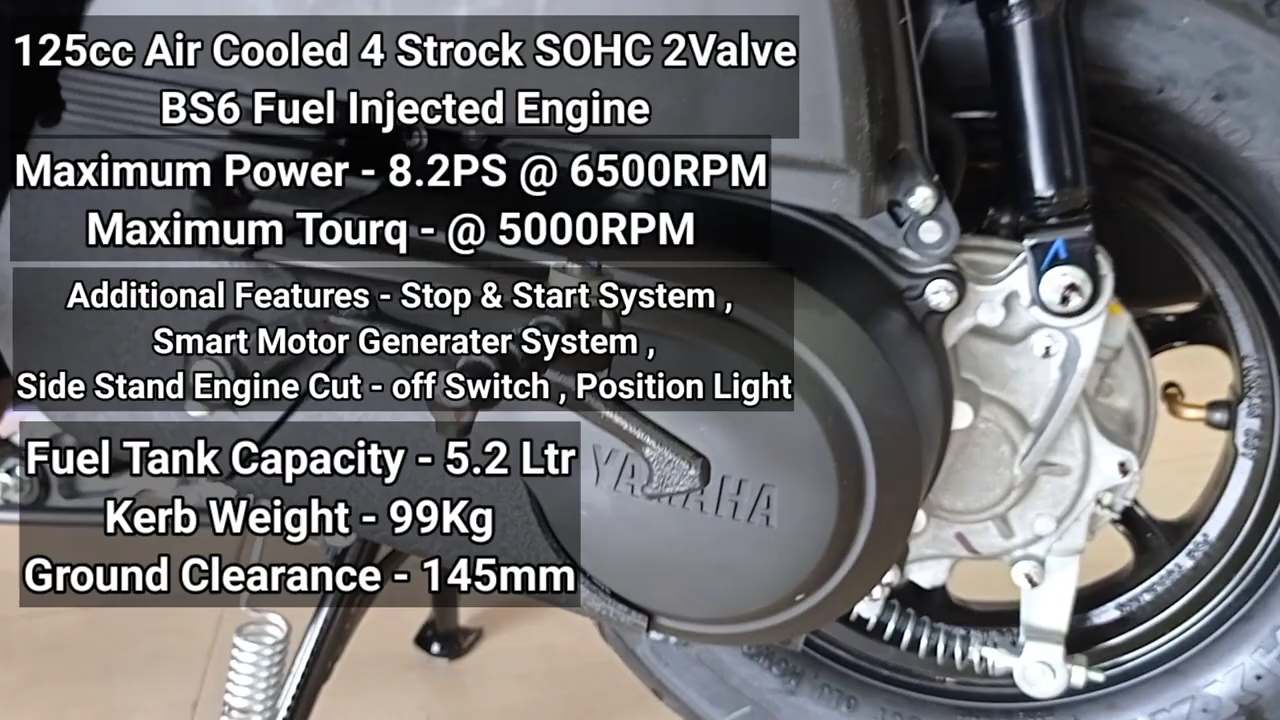 125cc Air Cooled 4 Strock SOHC 2Valve
BS6 Fuel Injected Engine
Maximum Power - 8.2PS @ 6500RPM
Maximum Tourq - @ 5000RPM
Additional Features - Stop & Start System ,
Smart Motor Generater System ,
Side Stand Engine Cut - off Switch , Position Light
Fuel Tank Capacity - 5.2 Ltr
Kerb Weight - 99Kg
Ground Clearance - 145mm
YAMAHA